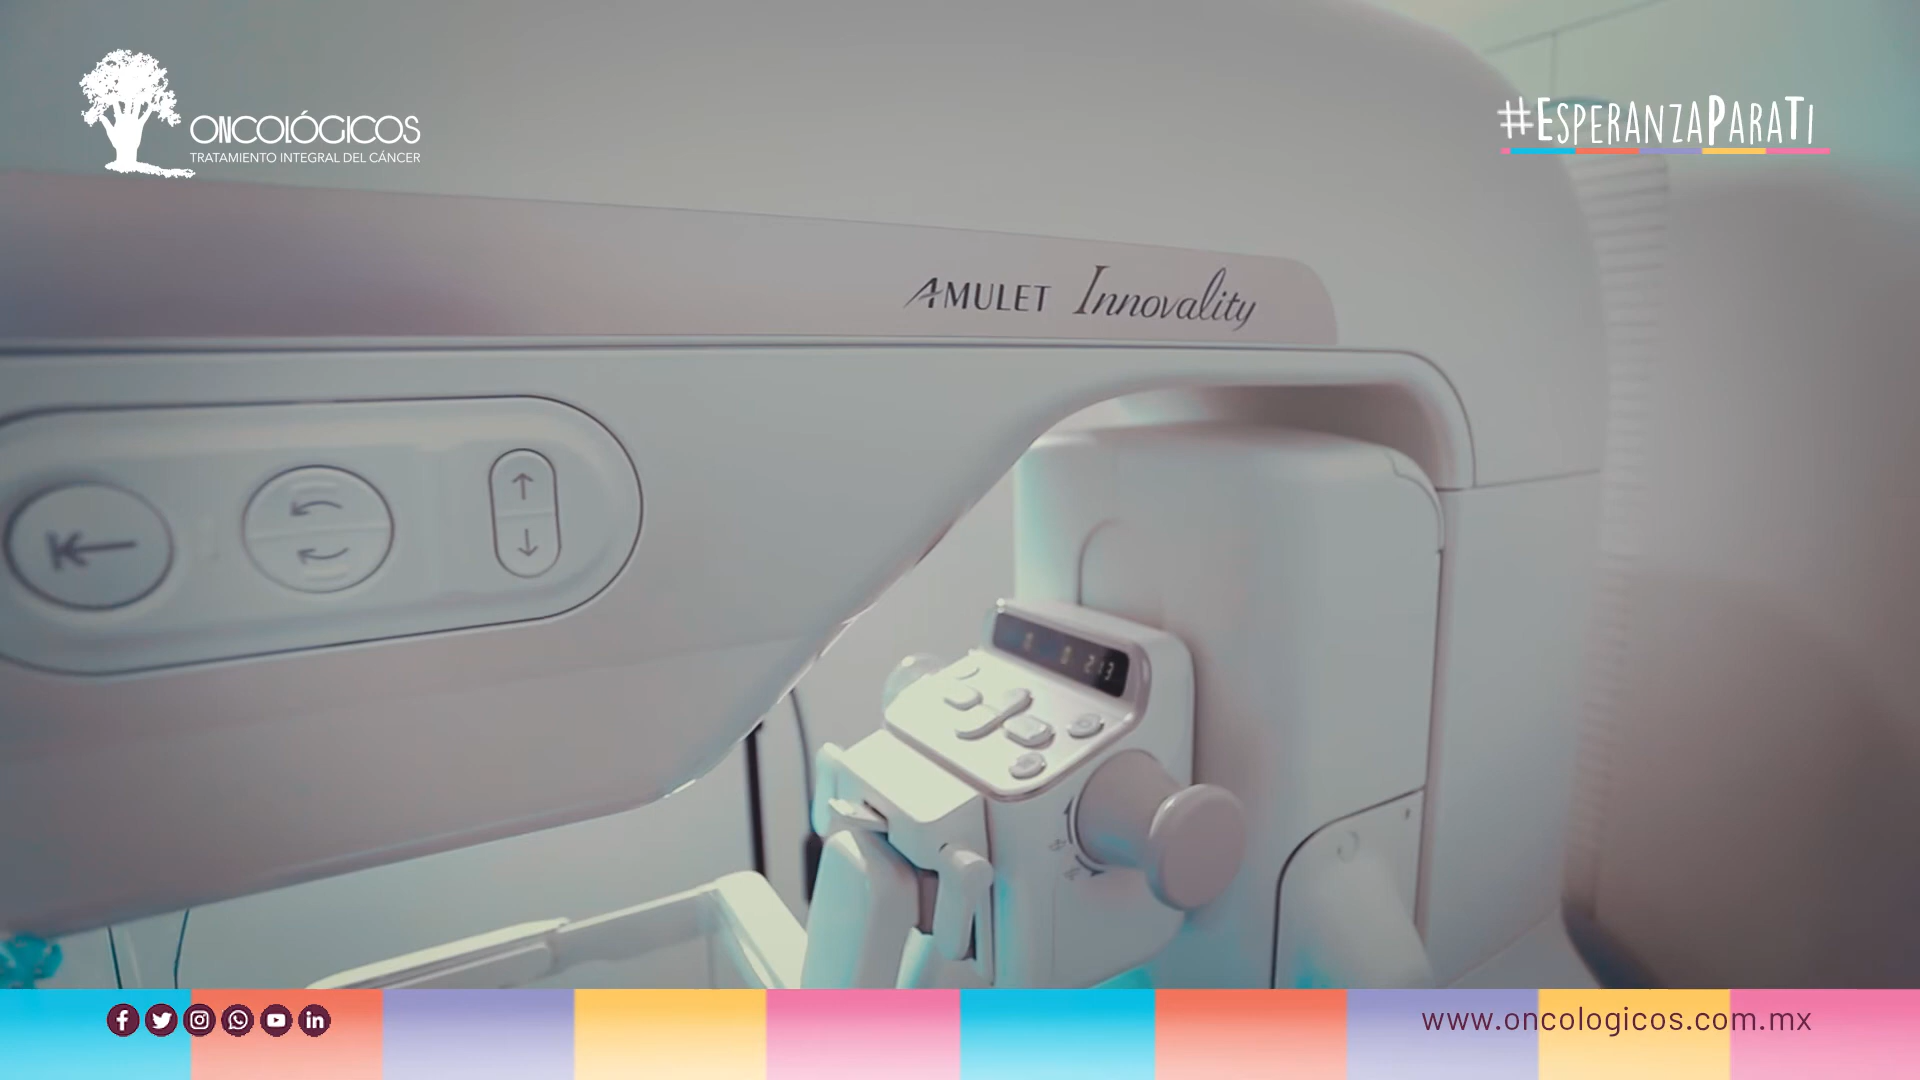 ONCOLÓGICOS
TRATAMIENTO INTEGRAL DEL CÁNCER
#ESPERANZAPARATI
AMULET Innovality
www.oncologicos.com.mx